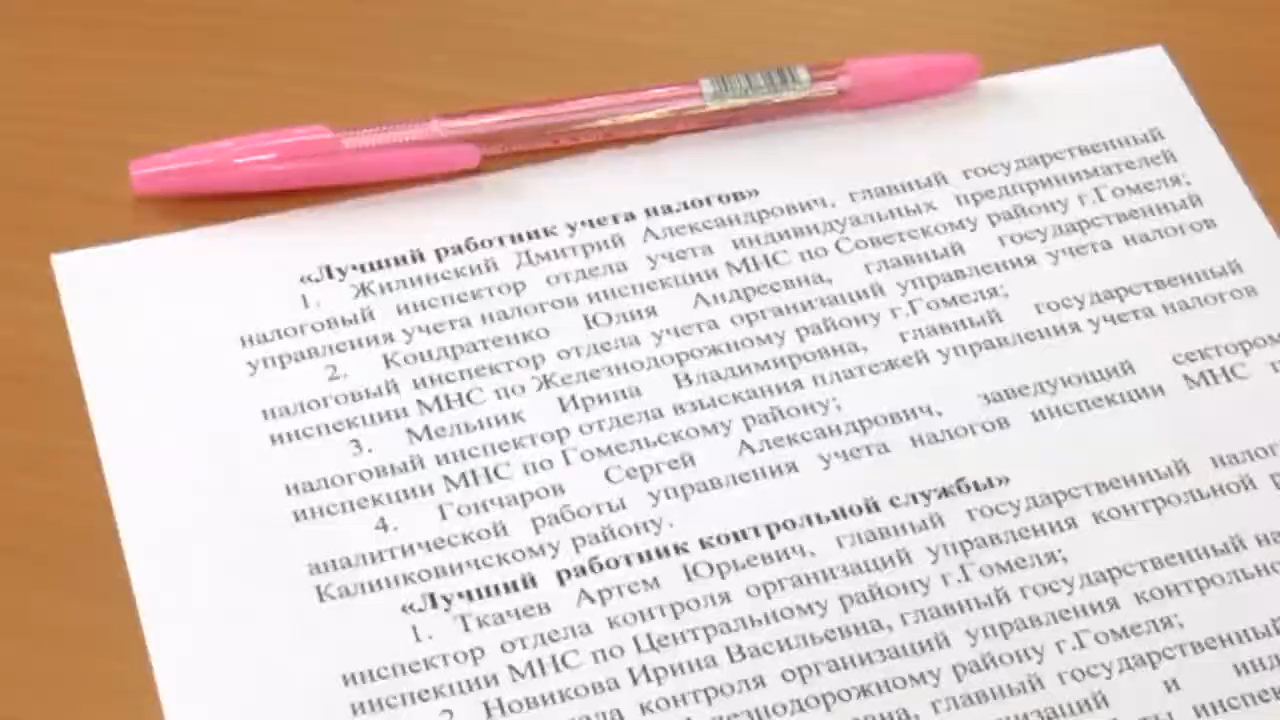 «Лучший работник учета налогов»
1. Жилинский Дмитрий Александрович, главный государственный
налоговый инспектор отдела учета индивидуальных предпринимателей
управления учета налогов инспекции МНС по Советскому району г.Гомеля;
2. Кондратенко Юлия Андреевна, главный государственный
налоговый инспектор отдела учета организаций управления учета налогов
инспекции МНС по Железнодорожному району г.Гомеля;
3. Мельник Ирина Владимировна, главный государственный
налоговый инспектор отдела взыскания платежей управления учета налогов
инспекции МНС по Гомельскому району;
4. Гончаров Сергей Александрович, заведующий сектором
аналитической работы управления учета налогов инспекции МНС
Калинковичскому району.
«Лучший работник контрольной службы»
1. Ткачев Артем Юрьевич, главный государственный налог
инспектор отдела контроля организаций управления контрольной
инспекции МНС по Центральному району г.Гомеля;
2. Новикова Ирина Васильевна, главный государственный
контроля организаций управления контрольно
району г.Гомеля;
главный государственный
и